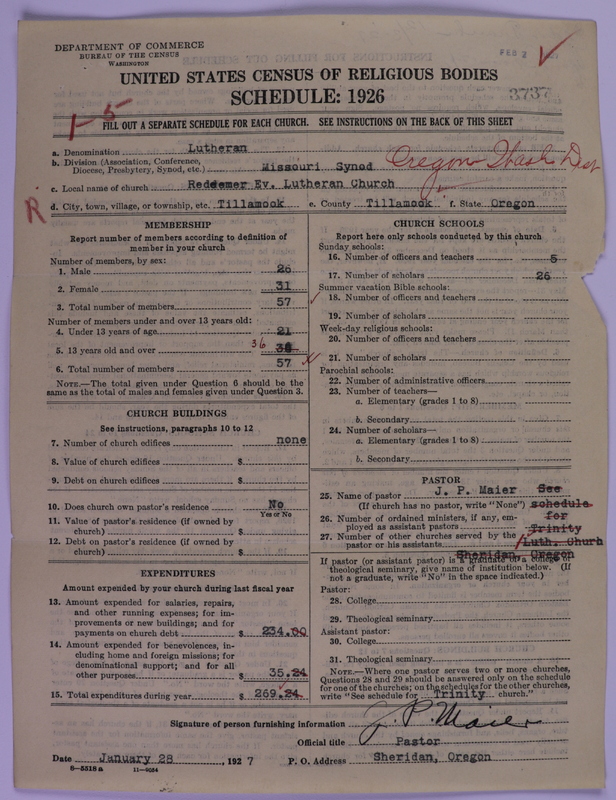 DEPARTMENT OF COMMERCE
BUREAU OF THE CENSUS
WASHINGTON
FEB 2
UNITED STATES CENSUS OF RELIGIOUS BODIES
SCHEDULE: 1926
3737
1-5
FILL OUT A SEPARATE SCHEDULE FOR EACH CHURCH. SEE INSTRUCTIONS ON THE BACK OF THIS SHEET
a. Denomination Lutheran
b. Division (Association, Conference, Diocese, Presbytery, Synod, etc.) Missouri Synod Oregon & Wash Dist
c. Local name of church Redeemer Ev. Lutheran Church
R
d. City, town, village, or township, etc. Tillamook e. County Tillamook f. State Oregon
MEMBERSHIP
Report number of members according to definition of
member in your church
Number of members, by sex:
1. Male 26
2. Female 31
3. Total number of members 57
Number of members under and over 13 years old:
4. Under 13 years of age 21
5. 13 years old and over 36
6. Total number of members 57
NOTE.—The total given under Question 6 should be
same as the total of males and females given under Question 3.
CHURCH BUILDINGS
See instructions, paragraphs 10 to 12
7. Number of church edifices none
8. Value of church edifices $
9. Debt on church edifices $
10. Does church own pastor's residence? No
Yes or No
11. Value of pastor's residence (if owned by
church) $
12. Debt on pastor's residence (if owned by
church) $
EXPENDITURES
Amount expended by your church during last fiscal year
13. Amount expended for salaries, repairs,
and other running expenses; for im-
provements or new buildings; and for
payments on church debt $ 234.00
14. Amount expended for benevolences, in-
cluding home and foreign missions; for
denominational support; and for all
other purposes $ 35.24
15. Total expenditures during year $ 269.24
CHURCH SCHOOLS
Report here only schools conducted by this church
Sunday schools:
16. Number of officers and teachers 5
17. Number of scholars 26
Summer vacation Bible schools:
18. Number of officers and teachers
19. Number of scholars
Week-day religious schools:
20. Number of officers and teachers
21. Number of scholars
Parochial schools:
22. Number of administrative officers
23. Number of teachers—
a. Elementary (grades 1 to 8)
b. Secondary
24. Number of scholars—
a. Elementary (grades 1 to 8)
b. Secondary
PASTOR
25. Name of pastor J. P. Maier See
(If church has no pastor, write "None") schedule
26. Number of ordained ministers, if any, em- for
ployed as assistant pastors Trinity
27. Number of other churches served by the
pastor or his assistants Luth. Churh
Sheridan, Oregon
If pastor (or assistant pastor) is a graduate of a college or
theological seminary, give name of institution below. (If
not a graduate, write "No" in the space indicated.)
Pastor:
28. College
29. Theological seminary
Assistant pastor:
30. College
31. Theological seminary
NOTE.—Where one pastor serves two or more churches,
Questions 28 and 29 should be answered only on the schedule
for one of the churches; on the schedules for the other churches,
write "See schedule for Trinity church."
Signature of person furnishing information J. P. Maier
Official title Pastor
Date January 28, 1927 P. O. Address Sheridan, Oregon
8-5518a 11-9034